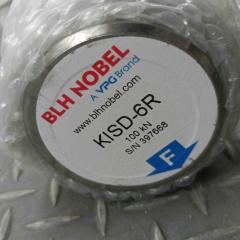 BLH NOBEL
A VPG Brand
www.blhnobel.com
KISD-6R
100 kN
S/N 397668
F